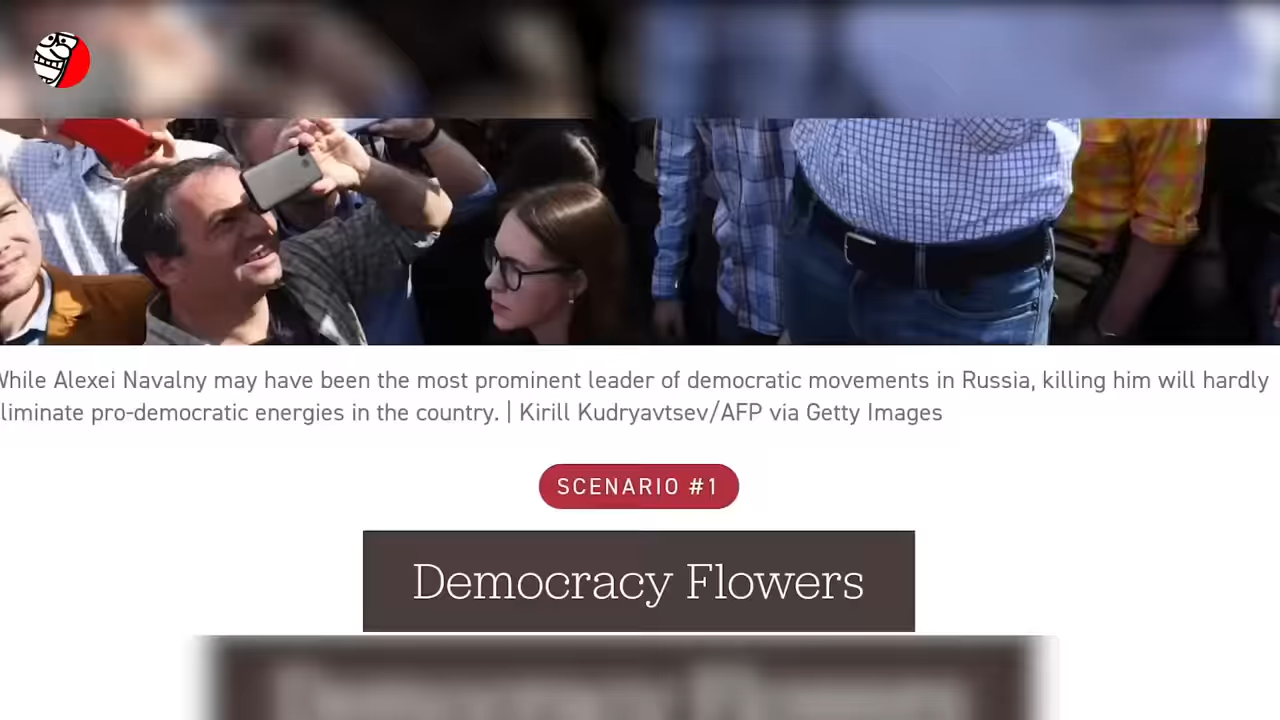 While Alexei Navalny may have been the most prominent leader of democratic movements in Russia, killing him will hardly
liminate pro-democratic energies in the country. | Kirill Kudryavtsev/AFP via Getty Images
SCENARIO #1
Democracy Flowers